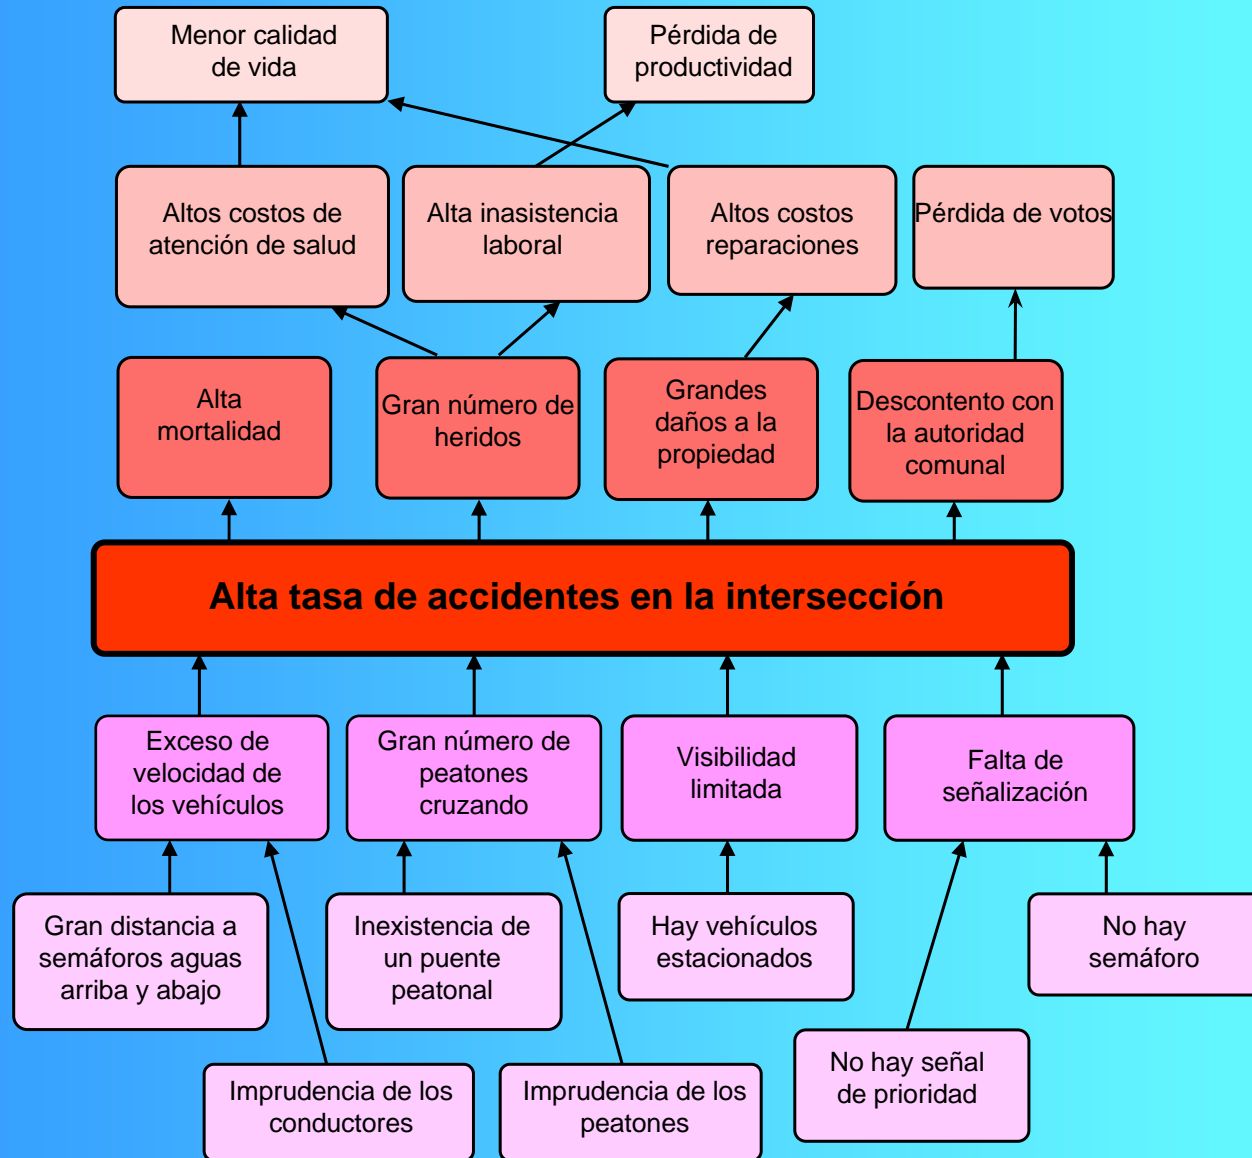 Menor calidad
de vida
Pérdida de
productividad
Altos costos de
atención de salud
Alta inasistencia
laboral
Altos costos
reparaciones
Pérdida de votos
Alta
mortalidad
Gran número de
heridos
Grandes
daños a la
propiedad
Descontento con
la autoridad
comunal
Alta tasa de accidentes en la intersección
Exceso de
velocidad de
los vehículos
Gran número de
peatones
cruzando
Visibilidad
limitada
Falta de
señalización
Gran distancia a
semáforos aguas
arriba y abajo
Inexistencia de
un puente
peatonal
Hay vehículos
estacionados
No hay
semáforo
Imprudencia de los
conductores
Imprudencia de los
peatones
No hay señal
de prioridad